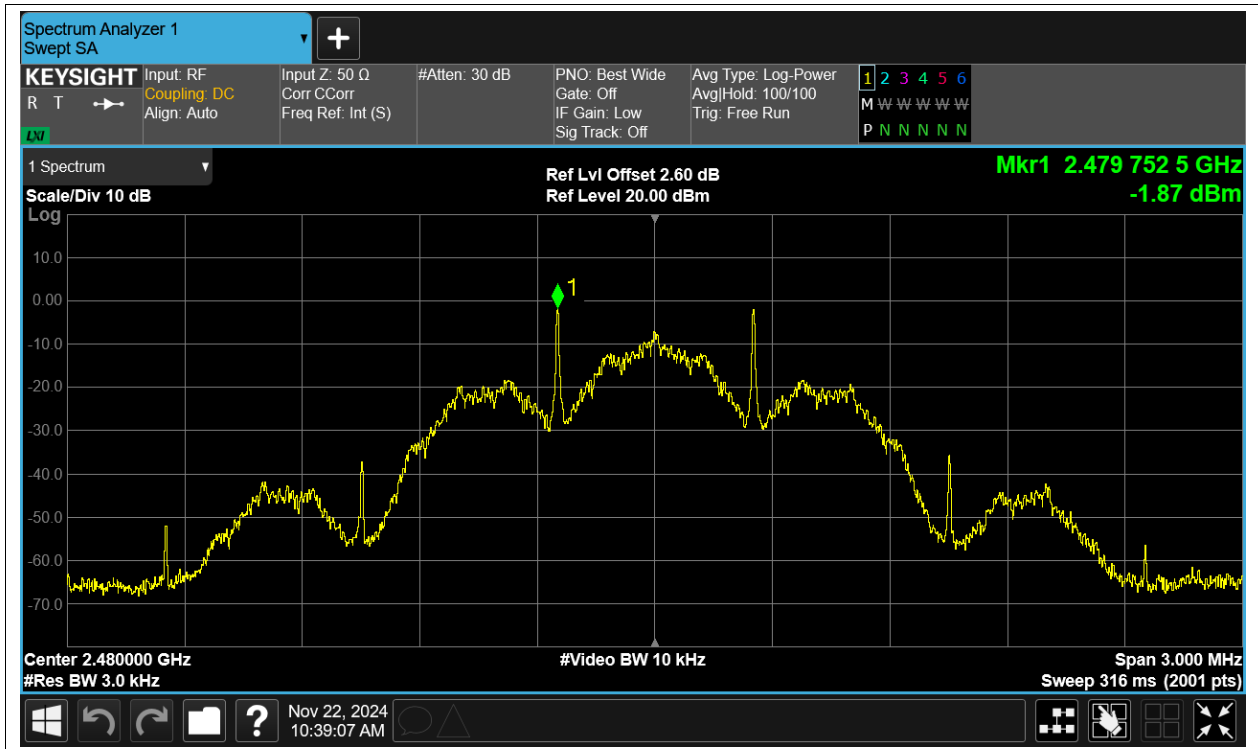 Spectrum Analyzer 1
Swept SA
+
KEYSIGHT
R T
LXI
Input: RF
Coupling: DC
Align: Auto
Input Z: 50 Ω
Corr CCorr
Freq Ref: Int (S)
#Atten: 30 dB
PNO: Best Wide
Gate: Off
IF Gain: Low
Sig Track: Off
Avg Type: Log-Power
Avg|Hold: 100/100
Trig: Free Run
1 2 3 4 5 6
M W W W W W
P N N N N N
1 Spectrum
Scale/Div 10 dB
Log
Ref Lvl Offset 2.60 dB
Ref Level 20.00 dBm
Mkr1 2.479 752 5 GHz
-1.87 dBm
10.0
0.00
-10.0
-20.0
-30.0
-40.0
-50.0
-60.0
-70.0
1
Center 2.480000 GHz
#Res BW 3.0 kHz
#Video BW 10 kHz
Span 3.000 MHz
Sweep 316 ms (2001 pts)
?
Nov 22, 2024
10:39:07 AM